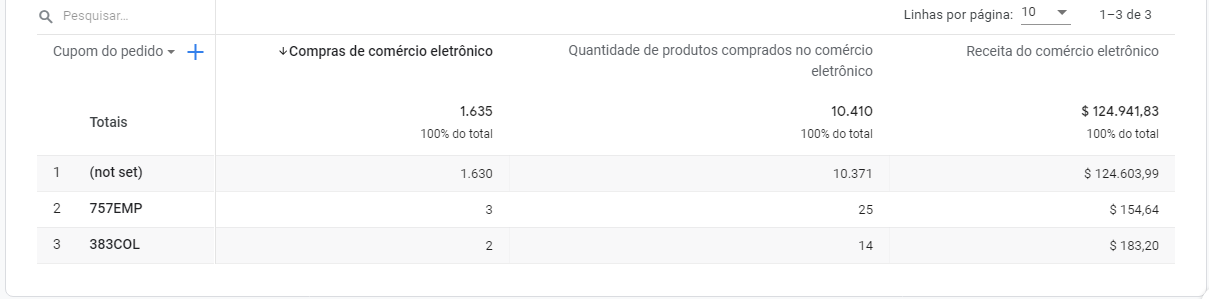 Pesquisar...
Linhas por página: 10 1–3 de 3
Cupom do pedido Compras de comércio eletrônico Quantidade de produtos comprados no comércio eletrônico Receita do comércio eletrônico
Totais 1.635 10.410 $ 124.941,83
100% do total 100% do total 100% do total
1 (not set) 1.630 10.371 $ 124.603,99
2 757EMP 3 25 $ 154,64
3 383COL 2 14 $ 183,20